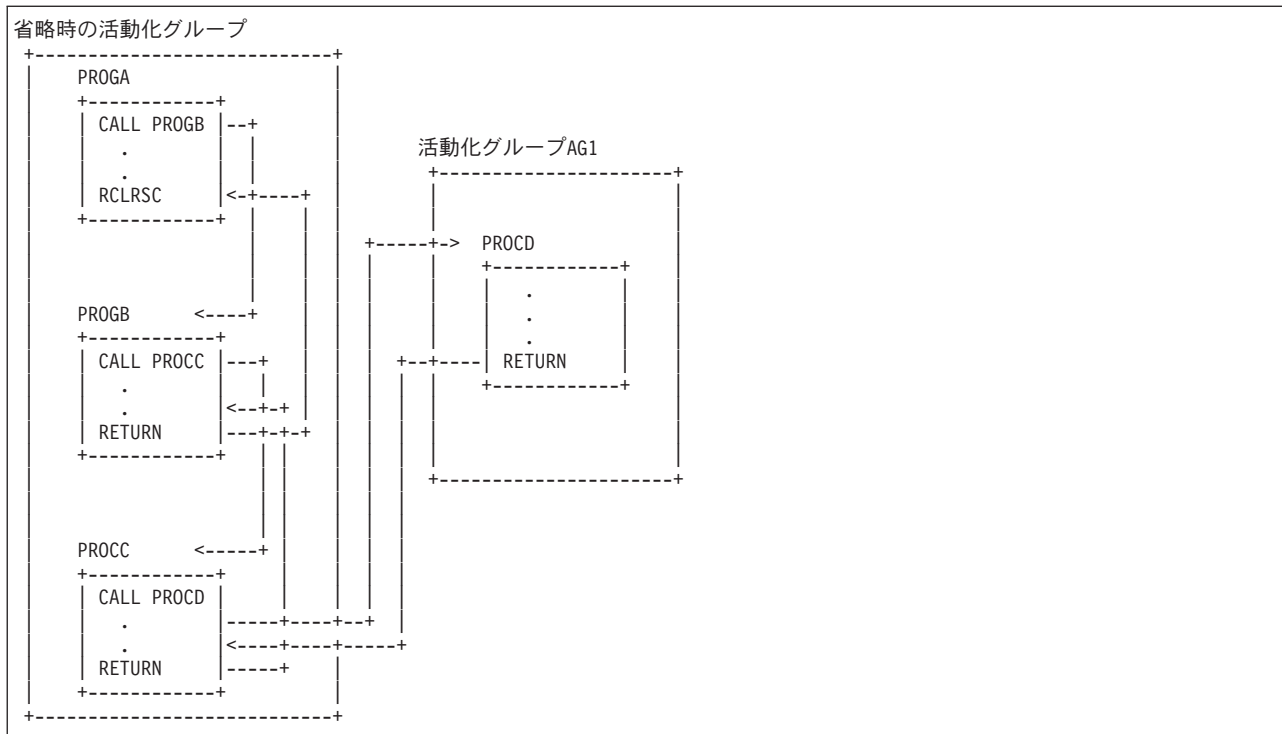 省略時の活動化グループ
PROGA
CALL PROGB
.
.
RCLRSC
活動化グループAG1
PROCD
.
.
.
RETURN
PROGB
CALL PROCC
.
.
RETURN
PROCC
CALL PROCD
.
.
RETURN